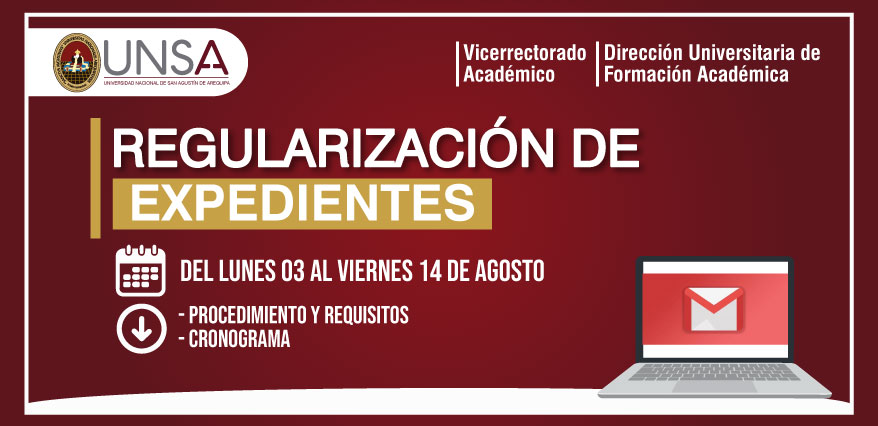 UNSA
UNIVERSIDAD NACIONAL DE SAN AGUSTÍN DE AREQUIPA
Vicerrectorado
Académico
Dirección Universitaria de
Formación Académica
REGULARIZACIÓN DE
EXPEDIENTES
DEL LUNES 03 AL VIERNES 14 DE AGOSTO
- PROCEDIMIENTO Y REQUISITOS
- CRONOGRAMA